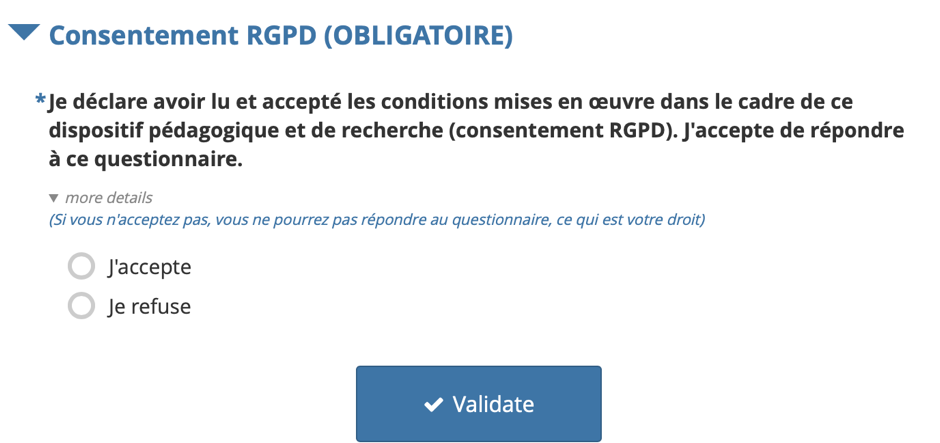 Consentement RGPD (OBLIGATOIRE)
*Je déclare avoir lu et accepté les conditions mises en œuvre dans le cadre de ce
dispositif pédagogique et de recherche (consentement RGPD). J'accepte de répondre
à ce questionnaire.
more details
(Si vous n'acceptez pas, vous ne pourrez pas répondre au questionnaire, ce qui est votre droit)
J'accepte
Je refuse
Validate